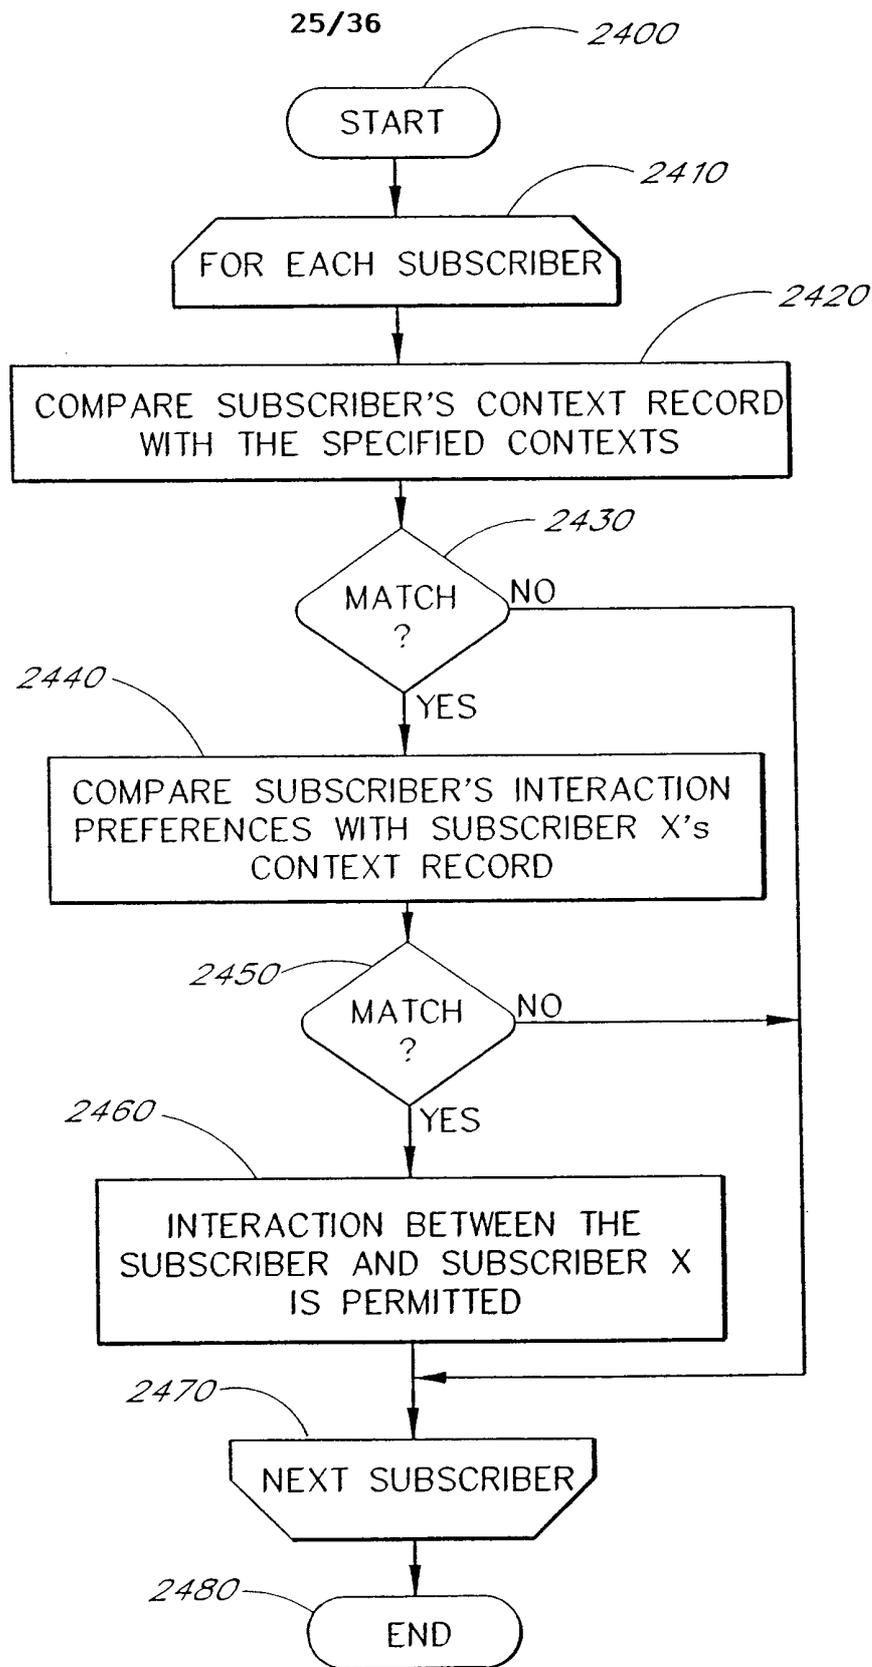 25/36
2400
START
2410
FOR EACH SUBSCRIBER
2420
COMPARE SUBSCRIBER'S CONTEXT RECORD
WITH THE SPECIFIED CONTEXTS
2430
MATCH
?
NO
2440
YES
COMPARE SUBSCRIBER'S INTERACTION
PREFERENCES WITH SUBSCRIBER X's
CONTEXT RECORD
2450
MATCH
?
NO
2460
YES
INTERACTION BETWEEN THE
SUBSCRIBER AND SUBSCRIBER X
IS PERMITTED
2470
NEXT SUBSCRIBER
2480
END